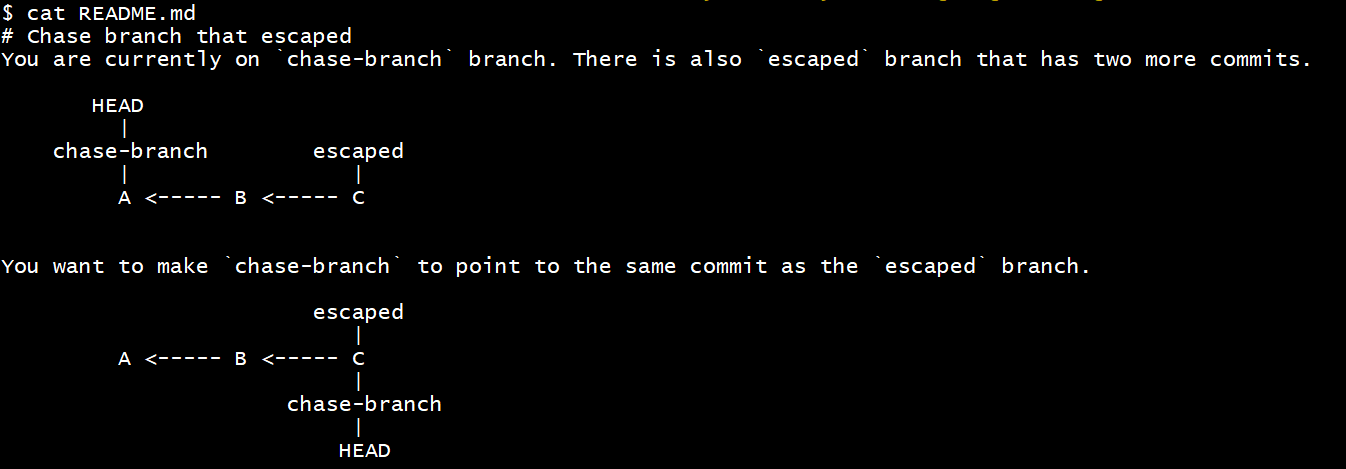 $ cat README.md
# Chase branch that escaped
You are currently on `chase-branch` branch. There is also `escaped` branch that has two more commits.
       HEAD
         |
    chase-branch        escaped
         |                 |
         A <----- B <----- C
You want to make `chase-branch` to point to the same commit as the `escaped` branch.
                        escaped
                           |
         A <----- B <----- C
                           |
                      chase-branch
                           |
                          HEAD